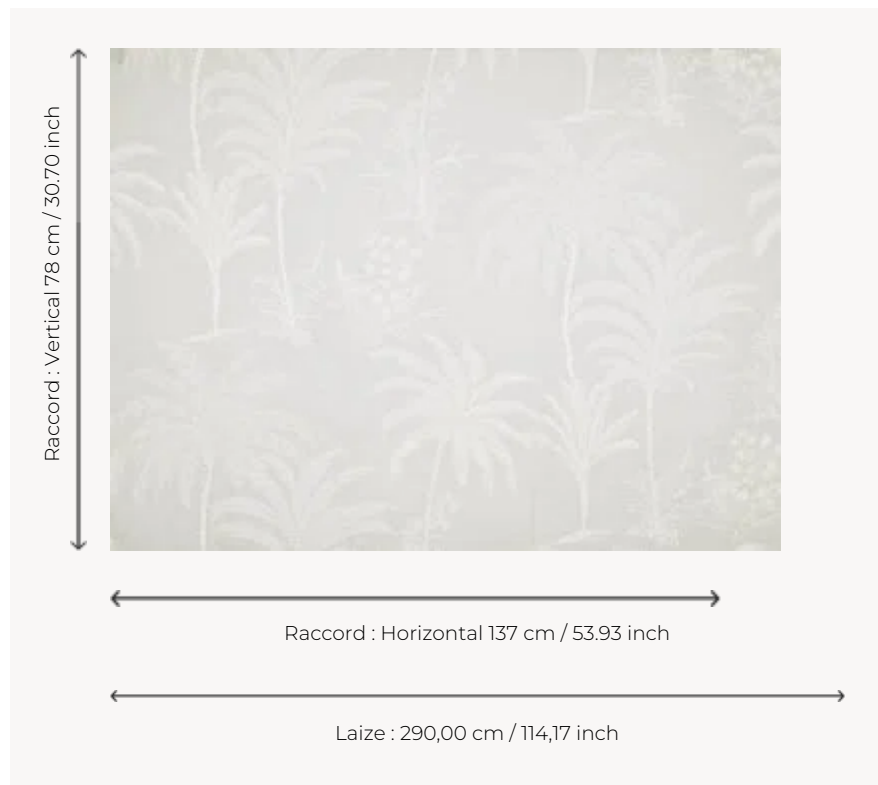 Raccord : Vertical 78 cm / 30.70 inch
Raccord : Horizontal 137 cm / 53.93 inch
Laize : 290,00 cm / 114,17 inch